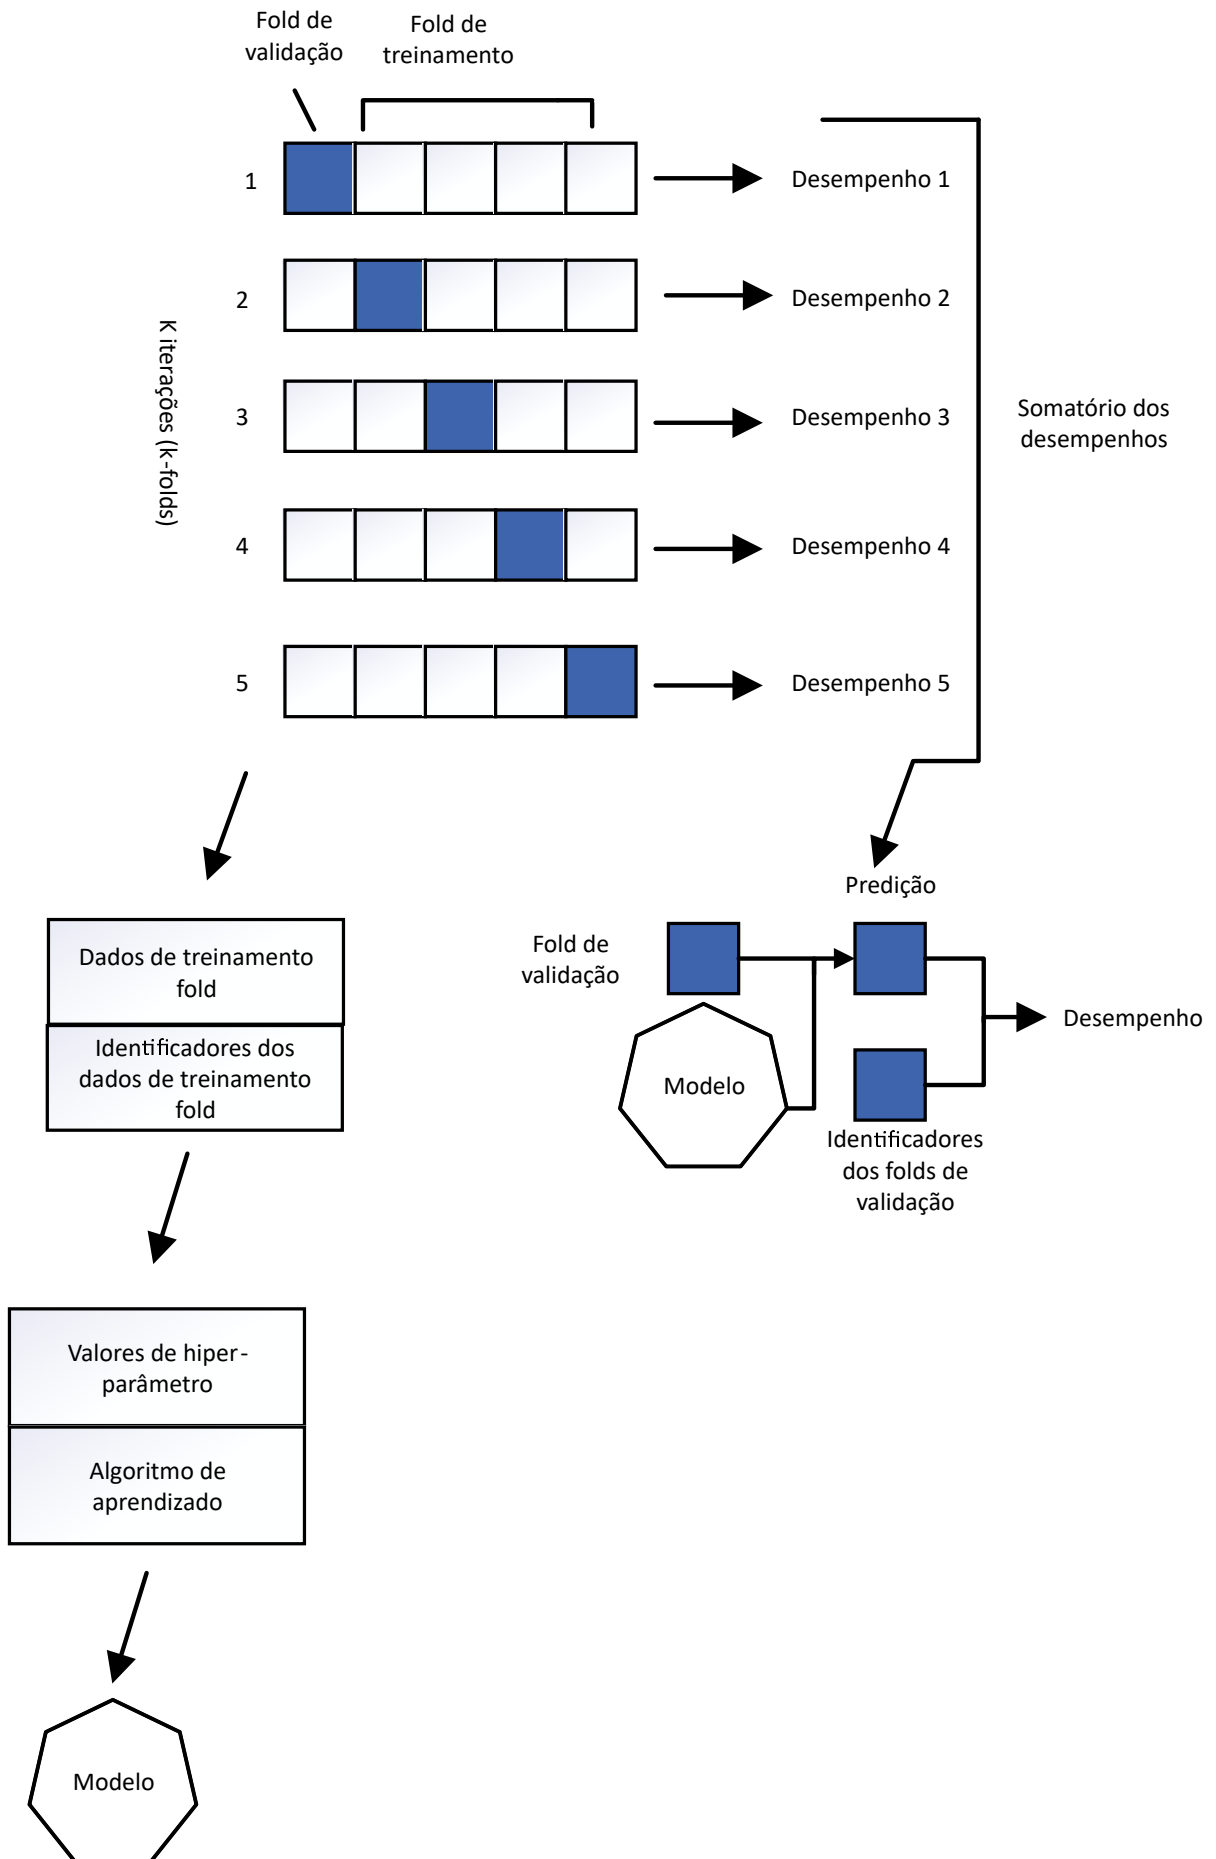 Fold de
validação
Fold de
treinamento
1
Desempenho 1
2
Desempenho 2
K iterações (k-folds)
3
Desempenho 3
Somatório dos
desempenhos
4
Desempenho 4
5
Desempenho 5
Predição
Dados de treinamento
fold
Fold de
validação
Desempenho
Identificadores dos
dados de treinamento
fold
Modelo
Identificadores
dos folds de
validação
Valores de hiper-
parâmetro
Algoritmo de
aprendizado
Modelo